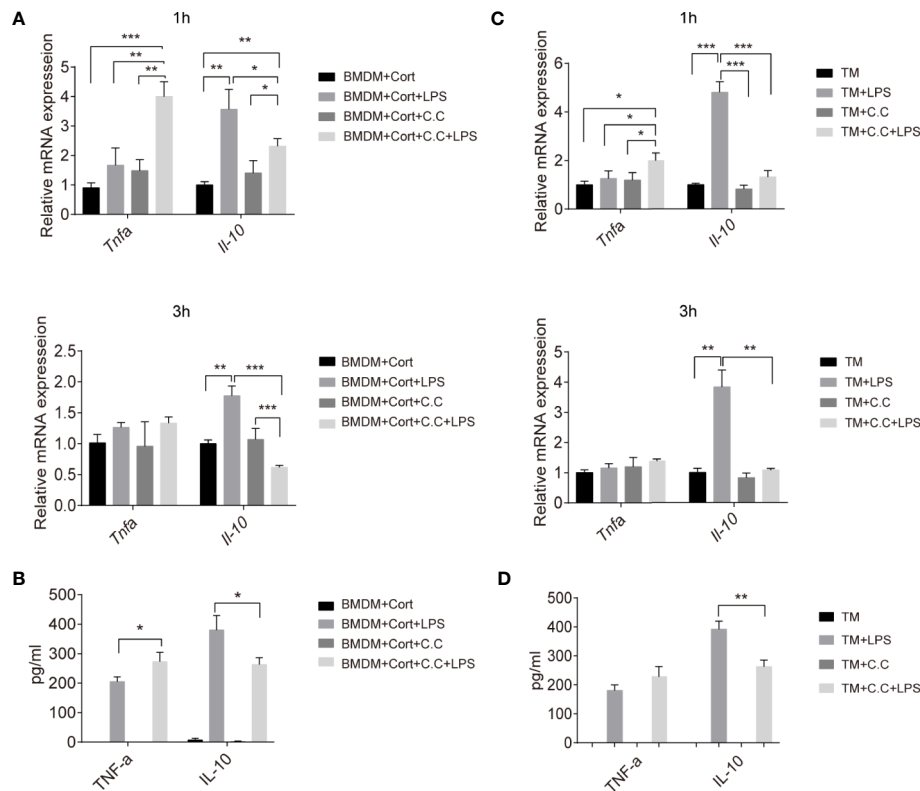 A
1h
Relative mRNA expresseion
5
4
3
2
1
0
***
**
**
**
**
*
*
Tnfa
Il-10
BMDM+Cort
BMDM+Cort+LPS
BMDM+Cort+C.C
BMDM+Cort+C.C+LPS
3h
Relative mRNA expresseion
2.5
2.0
1.5
1.0
0.5
0.0
**
***
***
Tnfa
Il-10
BMDM+Cort
BMDM+Cort+LPS
BMDM+Cort+C.C
BMDM+Cort+C.C+LPS
B
pg/ml
500
400
300
200
100
0
*
*
TNF-a
IL-10
BMDM+Cort
BMDM+Cort+LPS
BMDM+Cort+C.C
BMDM+Cort+C.C+LPS
C
1h
Relative mRNA expresseion
6
4
2
0
*
*
*
***
***
***
Tnfa
Il-10
TM
TM+LPS
TM+C.C
TM+C.C+LPS
3h
Relative mRNA expresseion
5
4
3
2
1
0
**
**
Tnfa
Il-10
TM
TM+LPS
TM+C.C
TM+C.C+LPS
D
pg/ml
500
400
300
200
100
0
**
TNF-a
IL-10
TM
TM+LPS
TM+C.C
TM+C.C+LPS